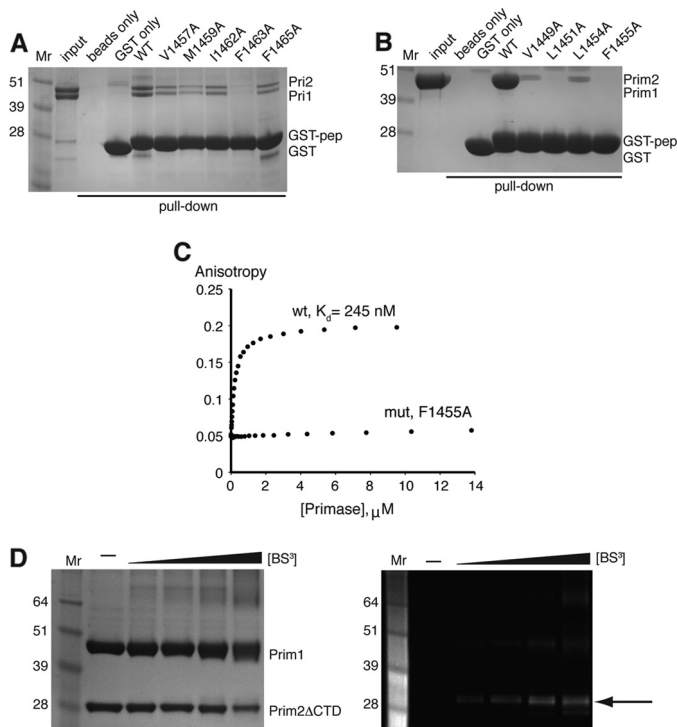 A
Mr
input
beads only
GST only
WT
V1457A
M1459A
I1462A
F1463A
F1465A
51
39
28
Pri2
Pri1
GST-pep
GST
pull-down
B
Mr
input
beads only
GST only
WT
V1449A
L1451A
L1454A
F1455A
51
39
28
Prim2
Prim1
GST-pep
GST
pull-down
C
Anisotropy
0.25
0.2
0.15
0.1
0.05
0
wt, Kd= 245 nM
mut, F1455A
0 2 4 6 8 10 12 14
[Primase], μM
D
Mr
–
[BS³]
64
51
39
28
Prim1
Prim2ΔCTD
Mr
–
[BS³]
64
51
39
28